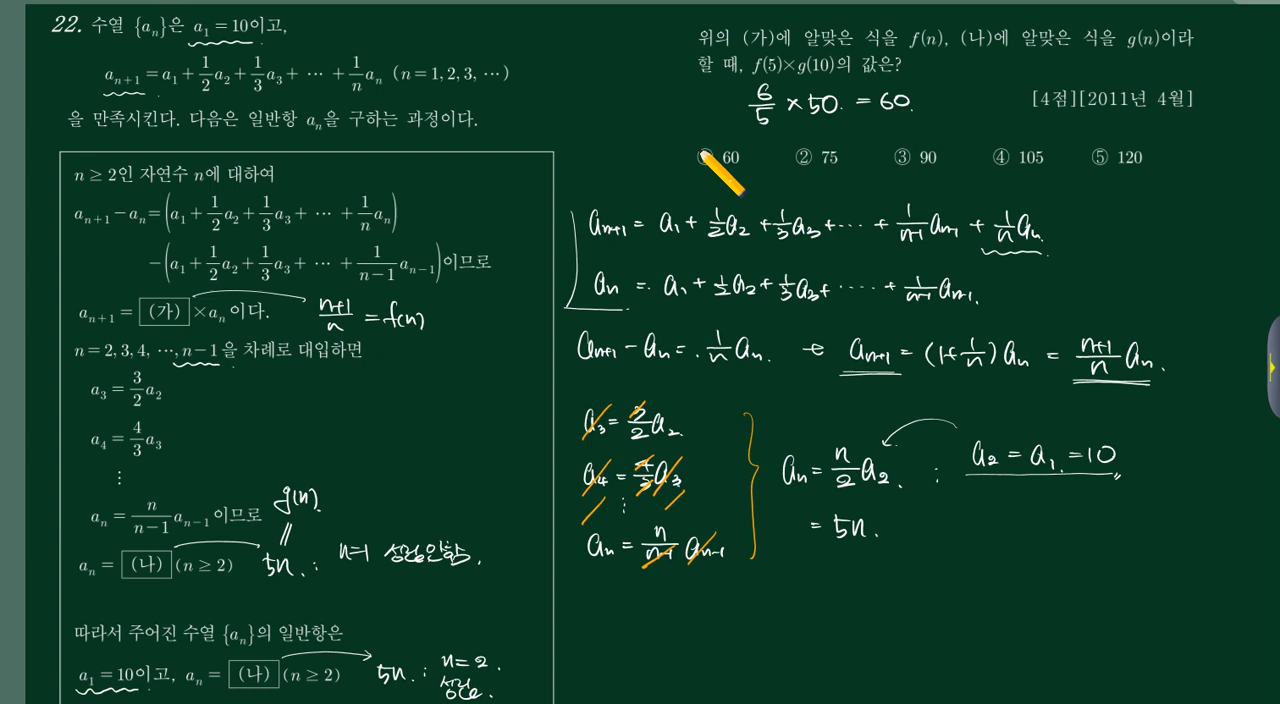 22. 수열 {aₙ}은 a₁ = 10이고,
aₙ₊₁ = a₁ + 1/2 a₂ + 1/3 a₃ + ⋯ + 1/n aₙ (n = 1, 2, 3, ⋯)
을 만족시킨다. 다음은 일반항 aₙ을 구하는 과정이다.
n ≥ 2인 자연수 n에 대하여
aₙ₊₁ − aₙ = (a₁ + 1/2 a₂ + 1/3 a₃ + ⋯ + 1/n aₙ)
− (a₁ + 1/2 a₂ + 1/3 a₃ + ⋯ + 1/(n−1) aₙ₋₁)이므로
aₙ₊₁ = (가) × aₙ이다. (n+1)/n = f(n)
n = 2, 3, 4, ⋯, n−1을 차례로 대입하면
a₃ = 3/2 a₂
a₄ = 4/3 a₃
⋮
aₙ = n/(n−1) aₙ₋₁이므로
g(n)
||
aₙ = (나) (n ≥ 2) 5n. : n=1 성립안함.
따라서 주어진 수열 {aₙ}의 일반항은
a₁ = 10이고, aₙ = (나) (n ≥ 2) 5n. : n=2.
성립.
위의 (가)에 알맞은 식을 f(n), (나)에 알맞은 식을 g(n)이라
할 때, f(5)×g(10)의 값은?
6/5 × 50. = 60.
[4점][2011년 4월]
① 60 ② 75 ③ 90 ④ 105 ⑤ 120
aₙ₊₁ = a₁ + 1/2 a₂ + 1/3 a₃ + ⋯ + 1/(n-1) aₙ₋₁ + 1/n aₙ.
aₙ = a₁ + 1/2 a₂ + 1/3 a₃ + ⋯ + 1/(n-1) aₙ₋₁.
aₙ₊₁ − aₙ = 1/n aₙ. → aₙ₊₁ = (1+1/n) aₙ = (n+1)/n aₙ.
a₃ = 3/2 a₂.
a₄ = 4/3 a₃.
⋮
aₙ = n/(n-1) aₙ₋₁
aₙ = n/2 a₂. ; a₂ = a₁ = 10
= 5n.